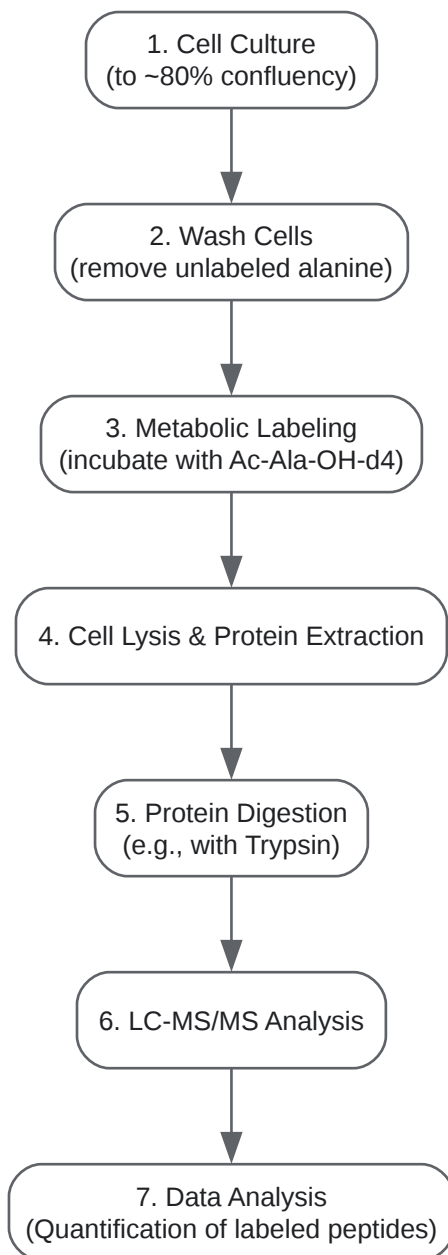 1. Cell Culture
(to ~80% confluency)
2. Wash Cells
(remove unlabeled alanine)
3. Metabolic Labeling
(incubate with Ac-Ala-OH-d4)
4. Cell Lysis & Protein Extraction
5. Protein Digestion
(e.g., with Trypsin)
6. LC-MS/MS Analysis
7. Data Analysis
(Quantification of labeled peptides)